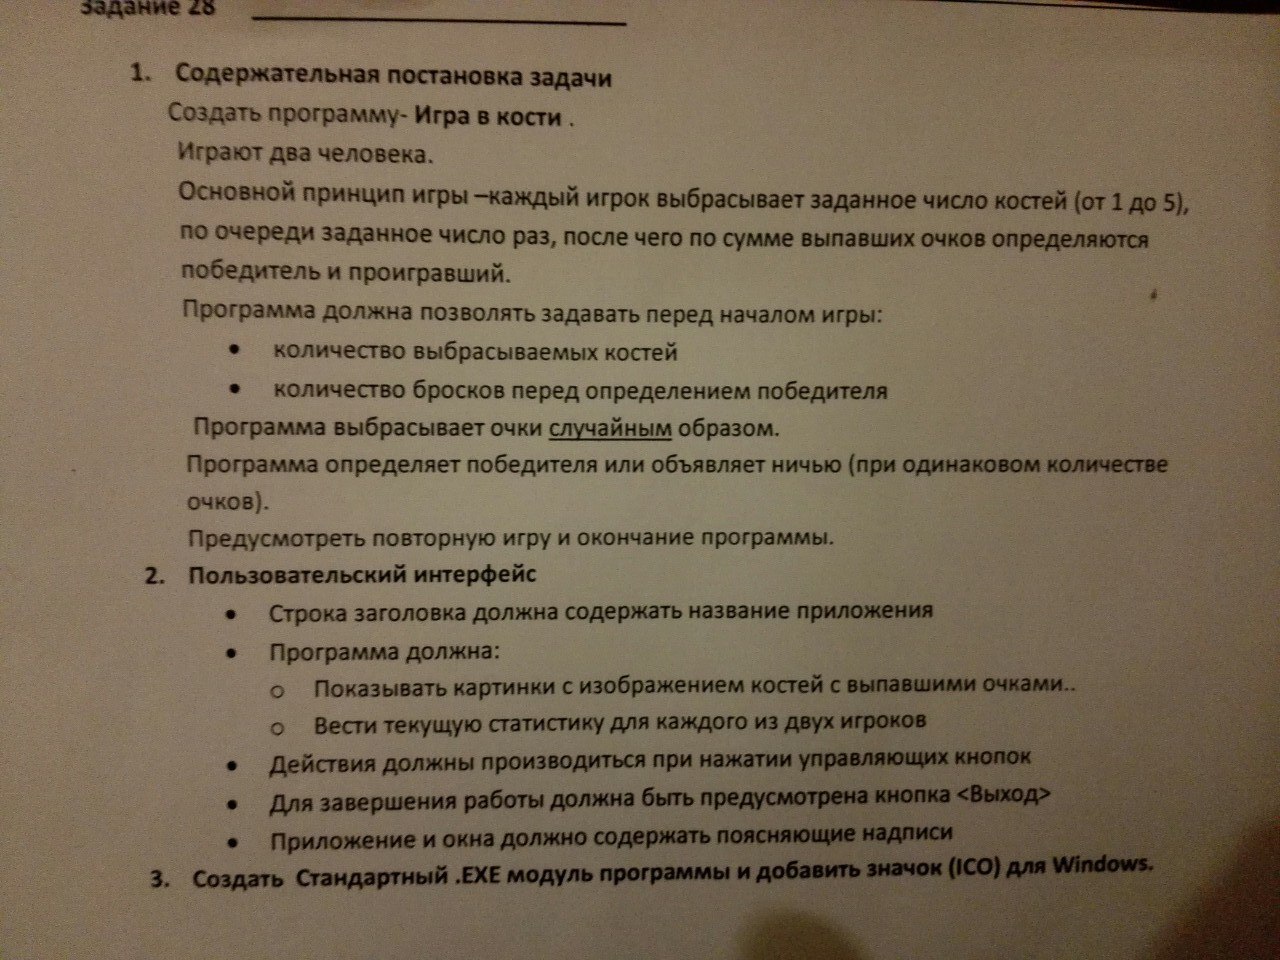 Задание 28
1. Содержательная постановка задачи
Создать программу- Игра в кости .
Играют два человека.
Основной принцип игры –каждый игрок выбрасывает заданное число костей (от 1 до 5),
по очереди заданное число раз, после чего по сумме выпавших очков определяются
победитель и проигравший.
Программа должна позволять задавать перед началом игры:
• количество выбрасываемых костей
• количество бросков перед определением победителя
Программа выбрасывает очки случайным образом.
Программа определяет победителя или объявляет ничью (при одинаковом количестве
очков).
Предусмотреть повторную игру и окончание программы.
2. Пользовательский интерфейс
• Строка заголовка должна содержать название приложения
• Программа должна:
o Показывать картинки с изображением костей с выпавшими очками..
o Вести текущую статистику для каждого из двух игроков
• Действия должны производиться при нажатии управляющих кнопок
• Для завершения работы должна быть предусмотрена кнопка <Выход>
• Приложение и окна должно содержать поясняющие надписи
3. Создать Стандартный .EXE модуль программы и добавить значок (ICO) для Windows.